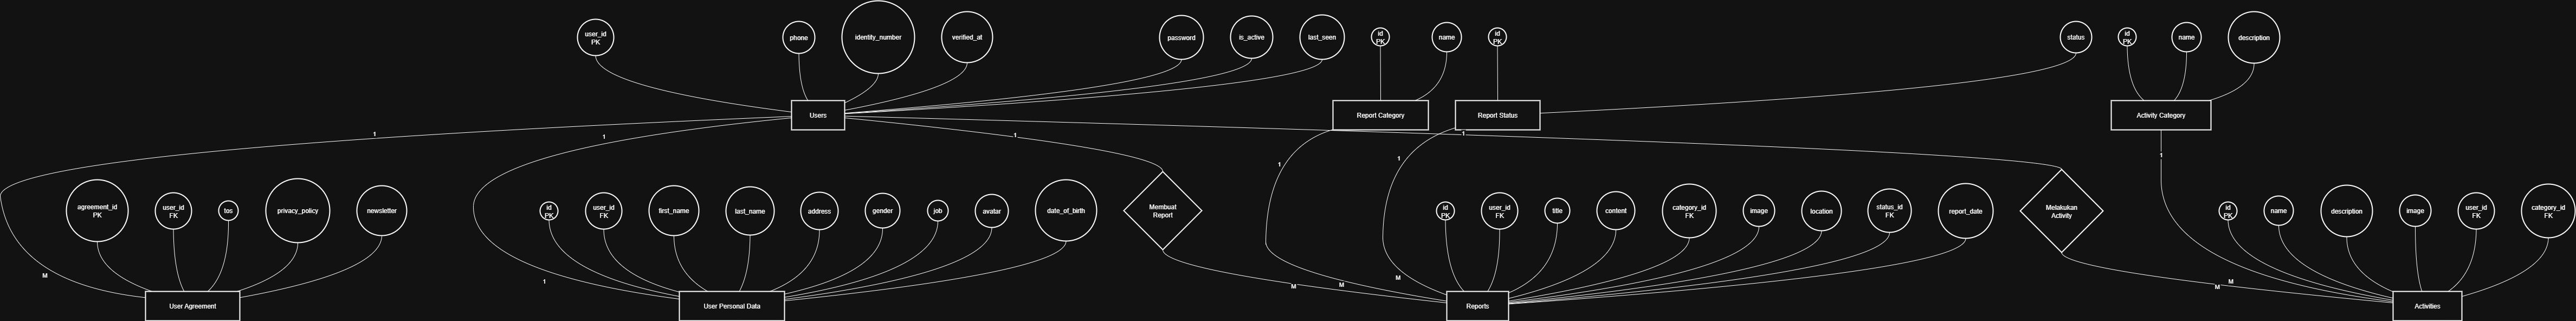 user_id
PK
phone
identity_number
verified_at
password
is_active
last_seen
id
PK
name
id
PK
status
id
PK
name
description
Users
Report Category
Report Status
Activity Category
1
1
1
1
1
1
1
agreement_id
PK
user_id
FK
tos
privacy_policy
newsletter
id
PK
user_id
FK
first_name
last_name
address
gender
job
avatar
date_of_birth
Membuat
Report
id
PK
user_id
FK
title
content
category_id
FK
image
location
status_id
FK
report_date
Melakukan
Activity
id
PK
name
description
image
user_id
FK
category_id
FK
M
1
M
M
M
M
M
User Agreement
User Personal Data
Reports
Activities